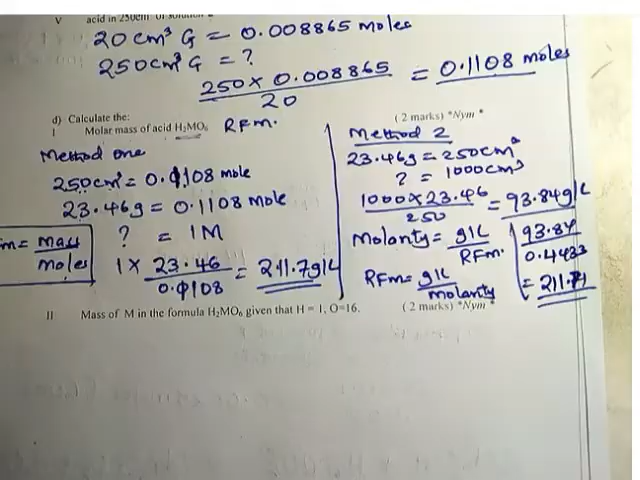 V acid in 250cm³ of solution
20cm³ G = 0.008865 moles
250cm³ G = ?
250 x 0.008865 / 20 = 0.1108 moles
d) Calculate the: (2 marks) *Nym*
I Molar mass of acid H₂MO₆ RFm.
Method one
250cm³ = 0.1108 mole
23.46g = 0.1108 mole
? = 1M
m = mass / moles
1 x 23.46 / 0.1108 = 211.7g/L
Method 2
23.46g = 250cm³
? = 1000cm³
1000 x 23.46 / 250 = 93.84g/L
Molarity = g/L / RFm.
RFm = g/L / molarity
93.84 / 0.4433
= 211.71
II Mass of M in the formula H₂MO₆ given that H = 1, O=16. (2 marks) *Nym*